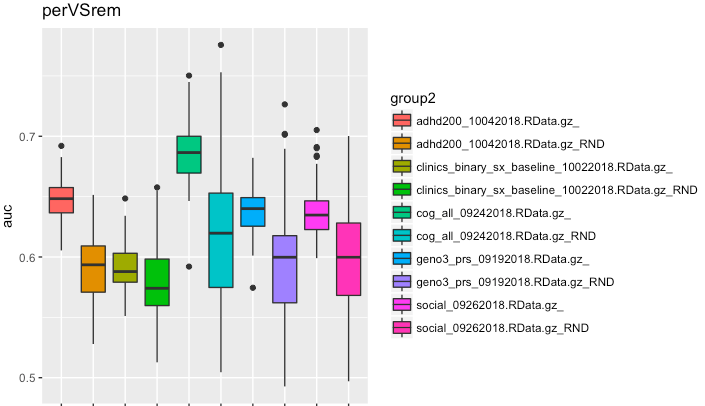 perVSrem
auc
0.7
0.6
0.5
group2
adhd200_10042018.RData.gz_
adhd200_10042018.RData.gz_RND
clinics_binary_sx_baseline_10022018.RData.gz_
clinics_binary_sx_baseline_10022018.RData.gz_RND
cog_all_09242018.RData.gz_
cog_all_09242018.RData.gz_RND
geno3_prs_09192018.RData.gz_
geno3_prs_09192018.RData.gz_RND
social_09262018.RData.gz_
social_09262018.RData.gz_RND